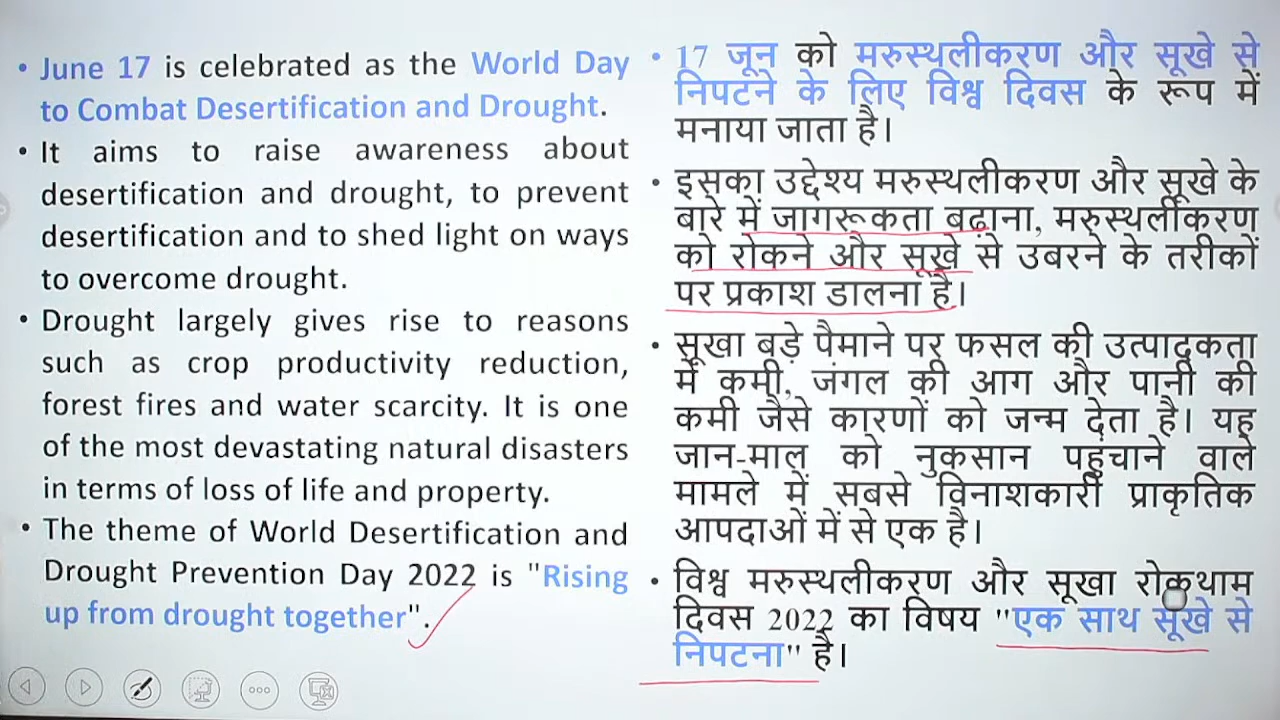 • June 17 is celebrated as the World Day
to Combat Desertification and Drought.
• It aims to raise awareness about
desertification and drought, to prevent
desertification and to shed light on ways
to overcome drought.
• Drought largely gives rise to reasons
such as crop productivity reduction,
forest fires and water scarcity. It is one
of the most devastating natural disasters
in terms of loss of life and property.
• The theme of World Desertification and
Drought Prevention Day 2022 is "Rising
up from drought together".
• 17 जून को मरुस्थलीकरण और सूखे से
निपटने के लिए विश्व दिवस के रूप में
मनाया जाता है।
• इसका उद्देश्य मरुस्थलीकरण और सूखे के
बारे में जागरूकता बढ़ाना, मरुस्थलीकरण
को रोकने और सूखे से उबरने के तरीकों
पर प्रकाश डालना है।
• सूखा बड़े पैमाने पर फसल की उत्पादकता
में कमी, जंगल की आग और पानी की
कमी जैसे कारणों को जन्म देता है। यह
जान-माल को नुकसान पहुंचाने वाले
मामले में सबसे विनाशकारी प्राकृतिक
आपदाओं में से एक है।
• विश्व मरुस्थलीकरण और सूखा रोकथाम
दिवस 2022 का विषय "एक साथ सूखे से
निपटना" है।